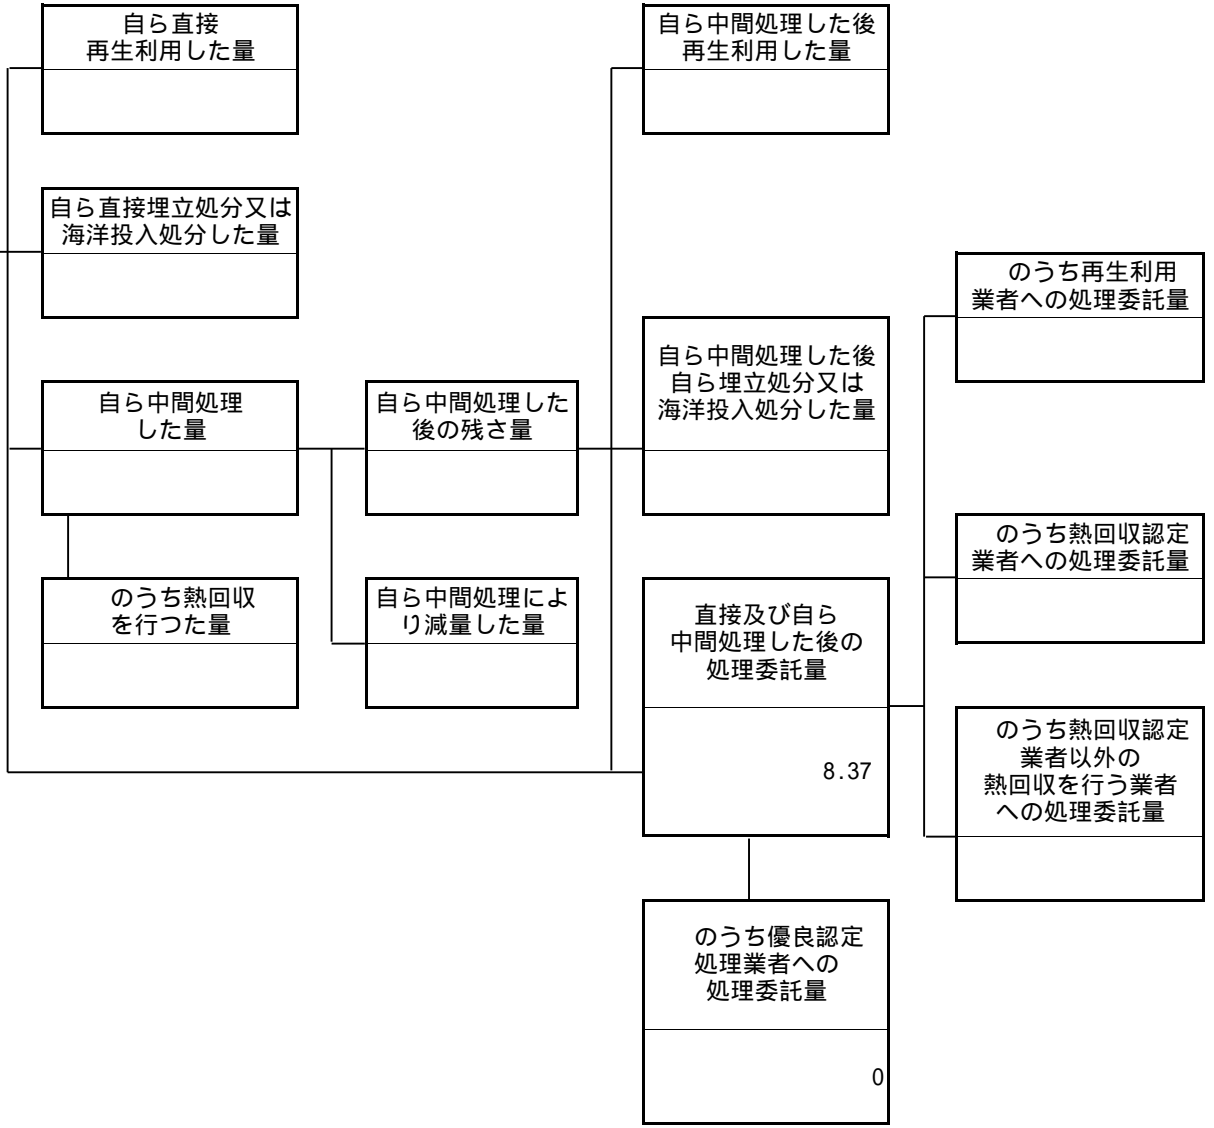 自ら直接
再生利用した量
自ら中間処理した後
再生利用した量
自ら直接埋立処分又は
海洋投入処分した量
のうち再生利用
業者への処理委託量
自ら中間処理した後
自ら埋立処分又は
海洋投入処分した量
自ら中間処理
した量
自ら中間処理した
後の残さ量
のうち熱回収認定
業者への処理委託量
のうち熱回収
を行つた量
自ら中間処理によ
り減量した量
直接及び自ら
中間処理した後の
処理委託量
8.37
のうち熱回収認定
業者以外の
熱回収を行う業者
への処理委託量
のうち優良認定
処理業者への
処理委託量
0